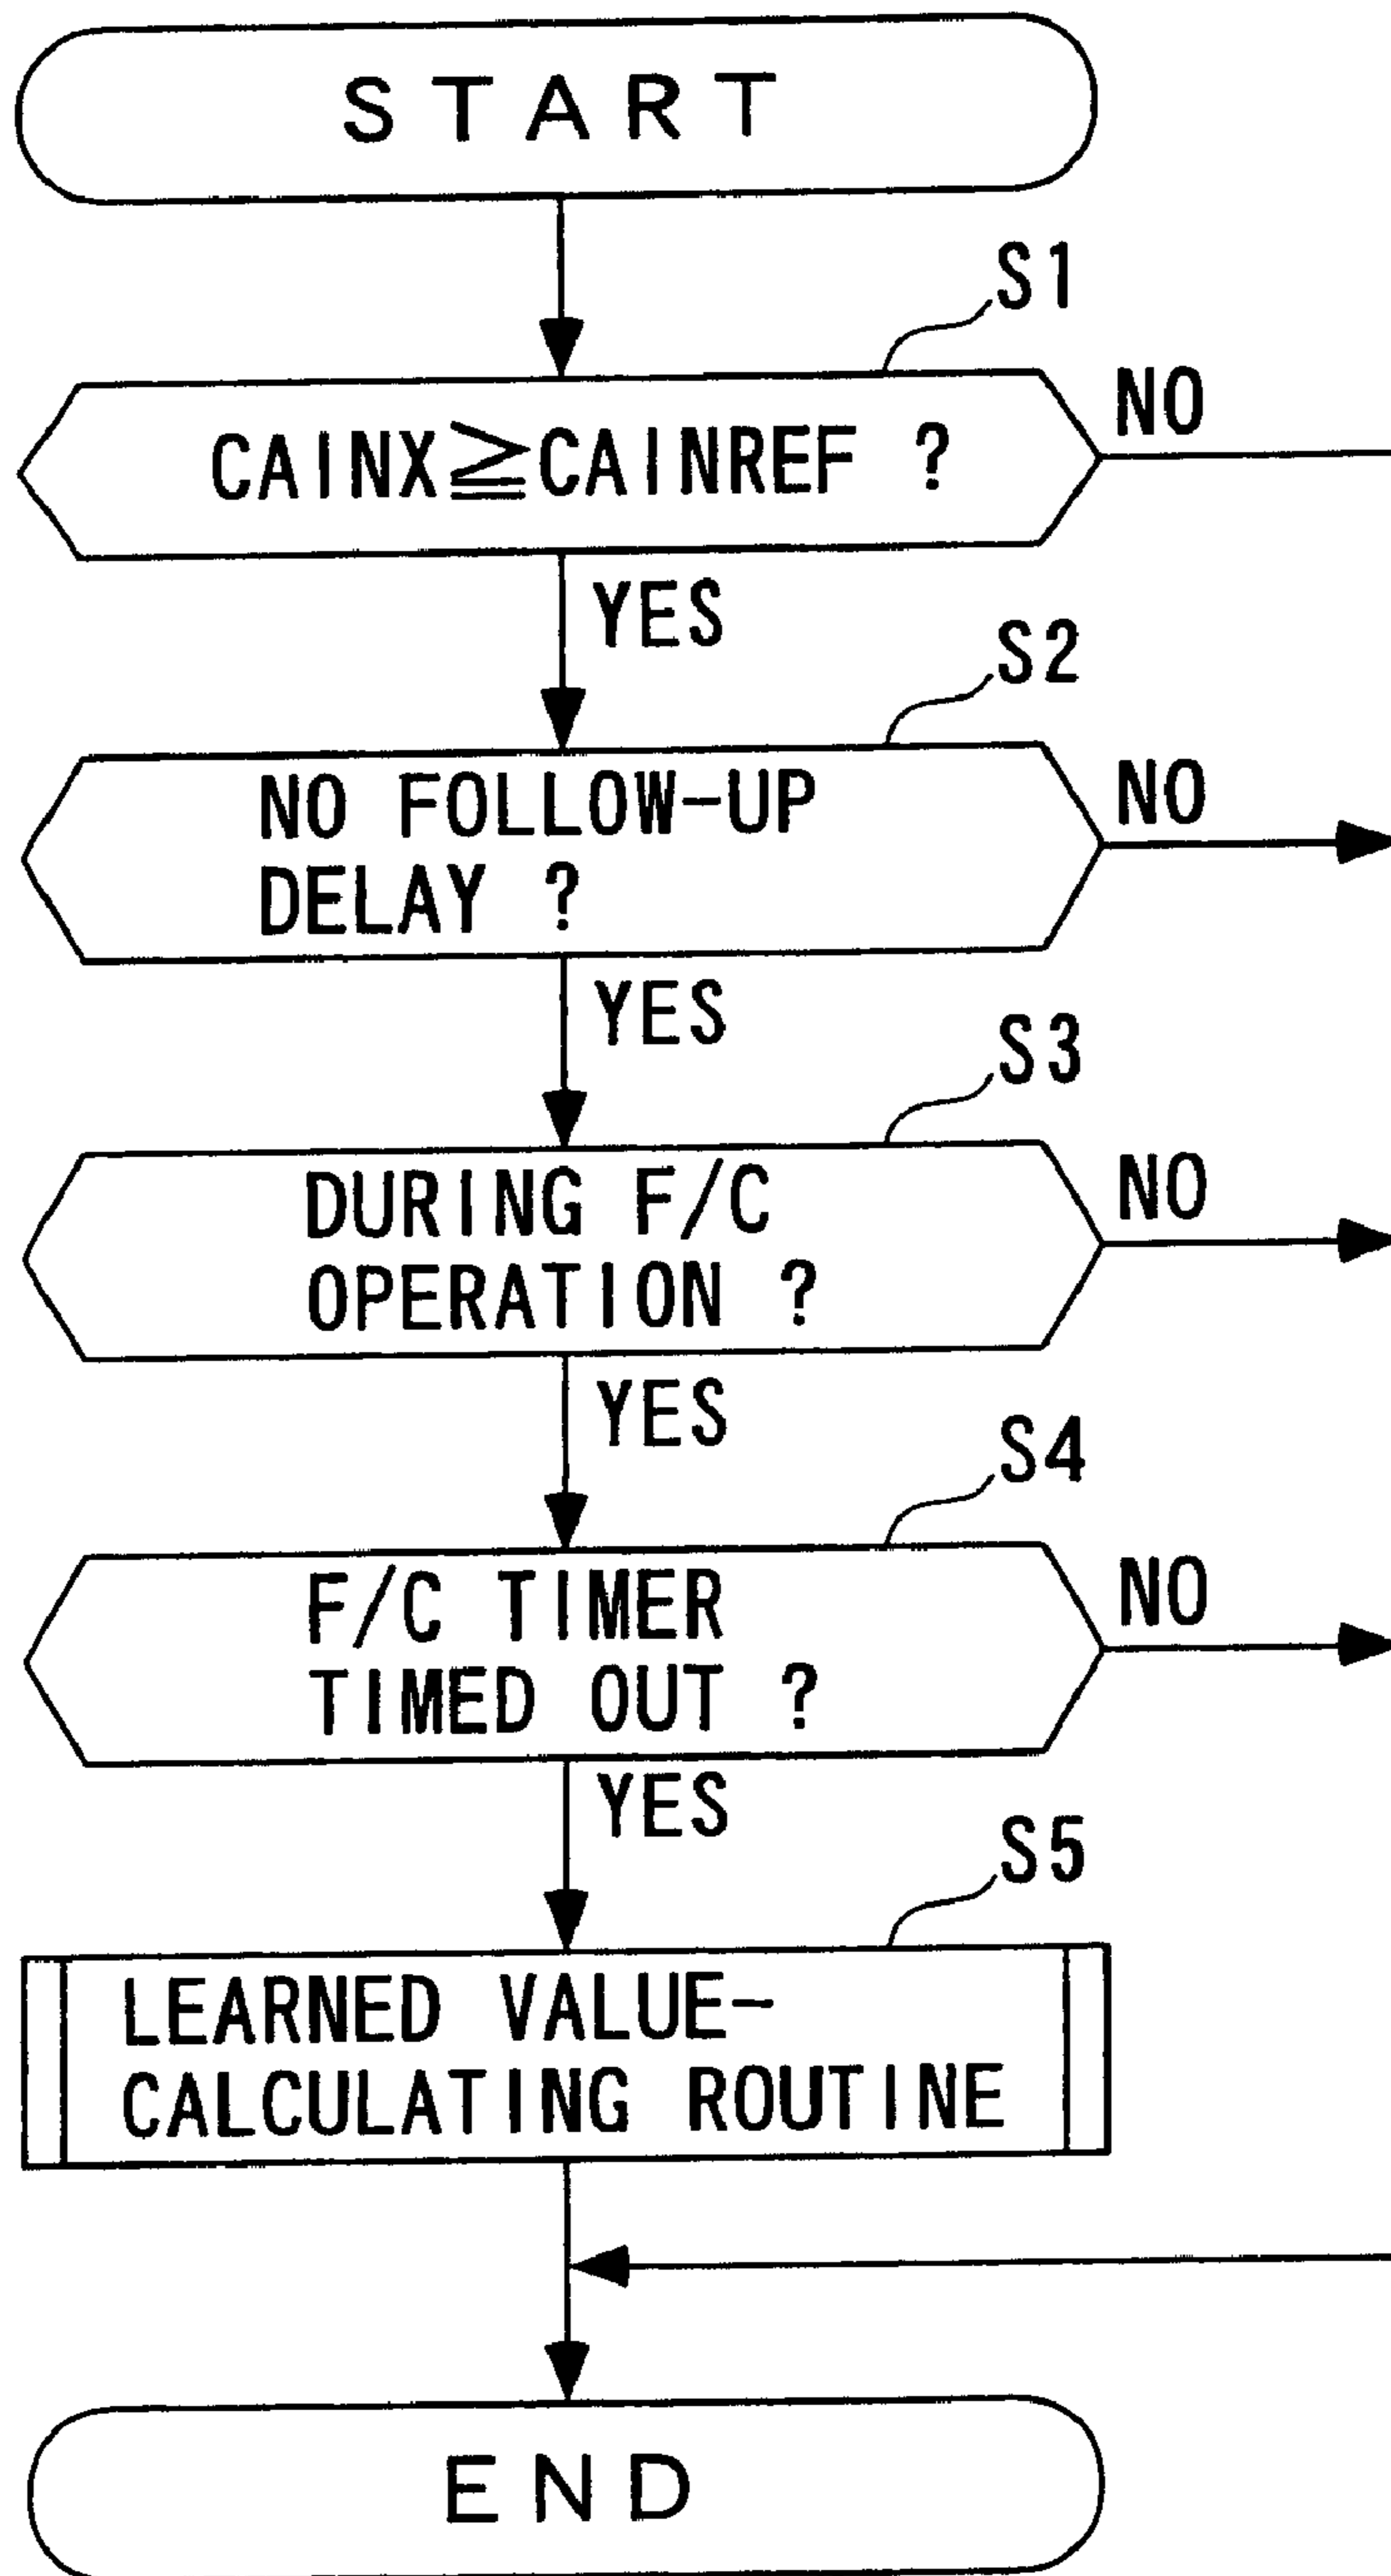 START
S1
CAINX≧CAINREF ?
NO
YES
S2
NO FOLLOW-UP
DELAY ?
NO
YES
S3
DURING F/C
OPERATION ?
NO
YES
S4
F/C TIMER
TIMED OUT ?
NO
YES
S5
LEARNED VALUE-
CALCULATING ROUTINE
END